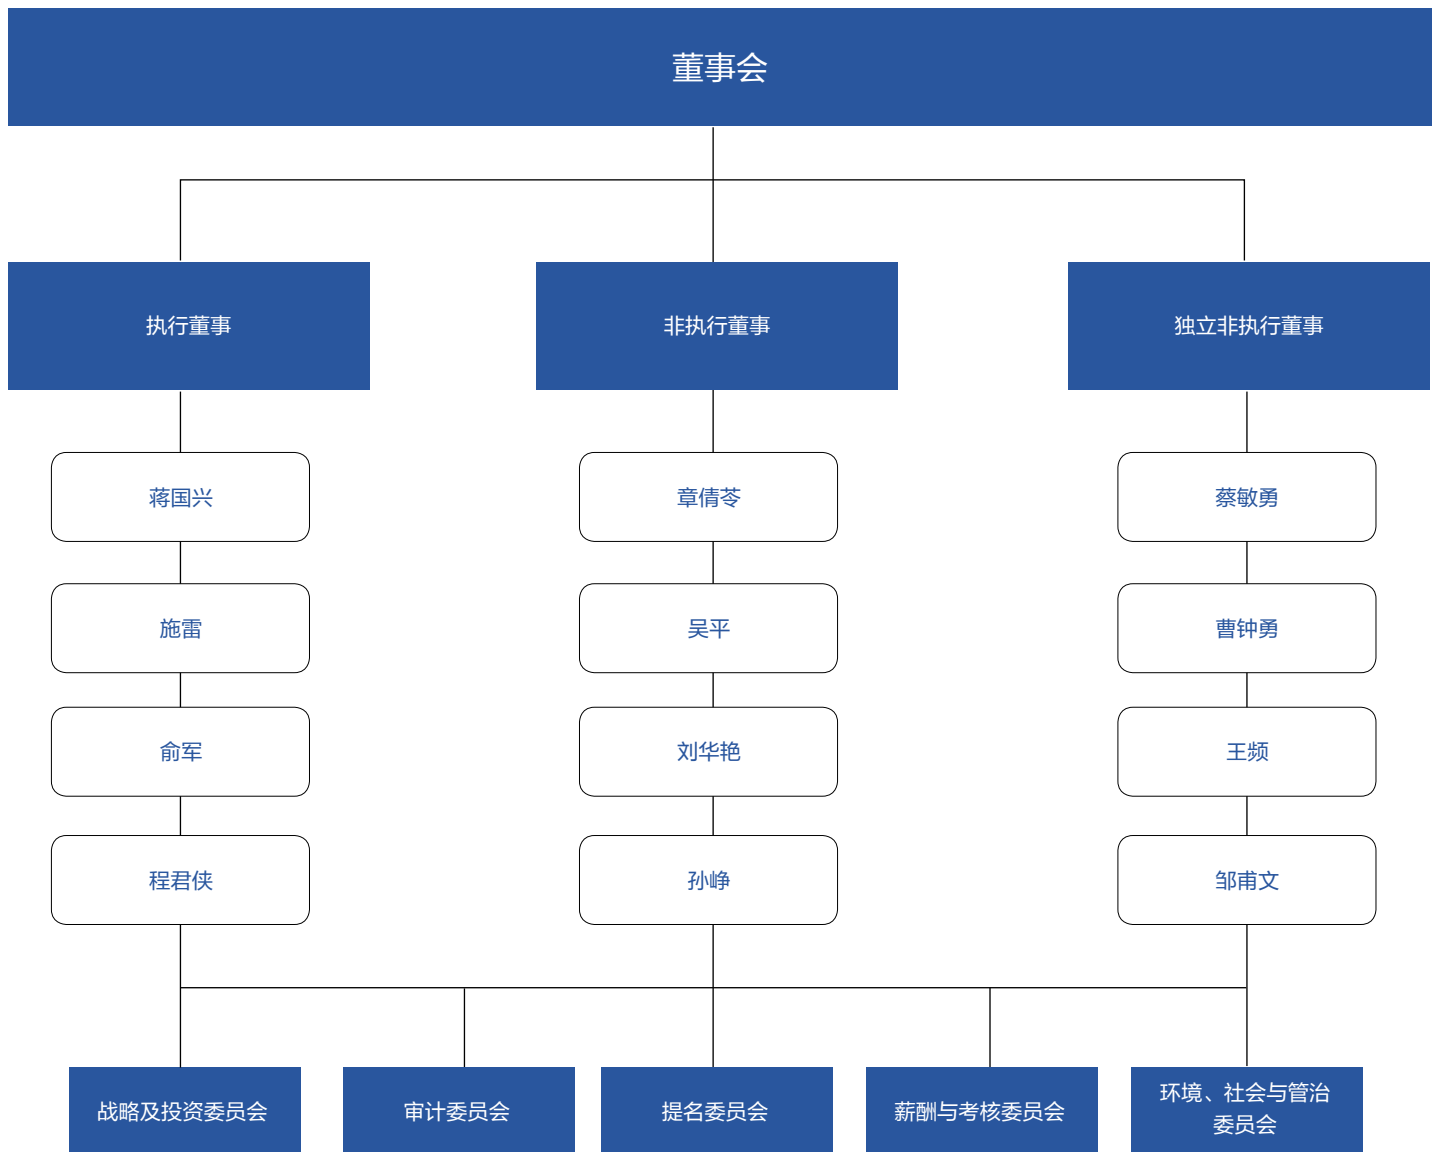 董事会
执行董事
非执行董事
独立非执行董事
蒋国兴
章倩苓
蔡敏勇
施雷
吴平
曹钟勇
俞军
刘华艳
王频
程君侠
孙峥
邹甫文
战略及投资委员会
审计委员会
提名委员会
薪酬与考核委员会
环境、社会与管治
委员会